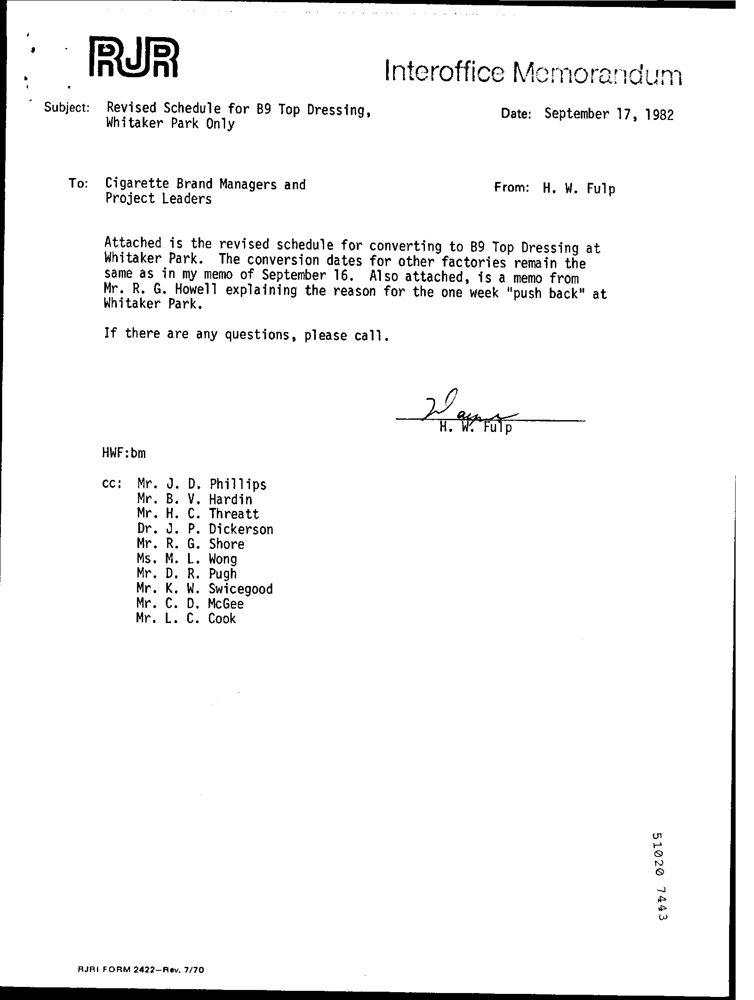 RJR
Interoffice Memorandum
Subject: Revised Schedule for B9 Top Dressing,
Whitaker Park Only
Date: September 17, 1982
To: Cigarette Brand Managers and
Project Leaders
From: H. W. Fulp
Attached is the revised schedule for converting to B9 Top Dressing at
Whitaker Park. The conversion dates for other factories remain the
same as in my memo of September 16. Also attached, is a memo from
Mr. R. G. Howell explaining the reason for the one week "push back" at
Whitaker Park.
If there are any questions, please call.
Wayne
H. W. Fulp
HWF:bm
cc: Mr. J. D. Phillips
Mr. B. V. Hardin
Mr. H. C. Threatt
Dr. J. P. Dickerson
Mr. R. G. Shore
Ms. M. L. Wong
Mr. D. R. Pugh
Mr. K. W. Swicegood
Mr. C. D. McGee
Mr. L. C. Cook
51020 7443
RJRI FORM 2422—Rev. 7/70